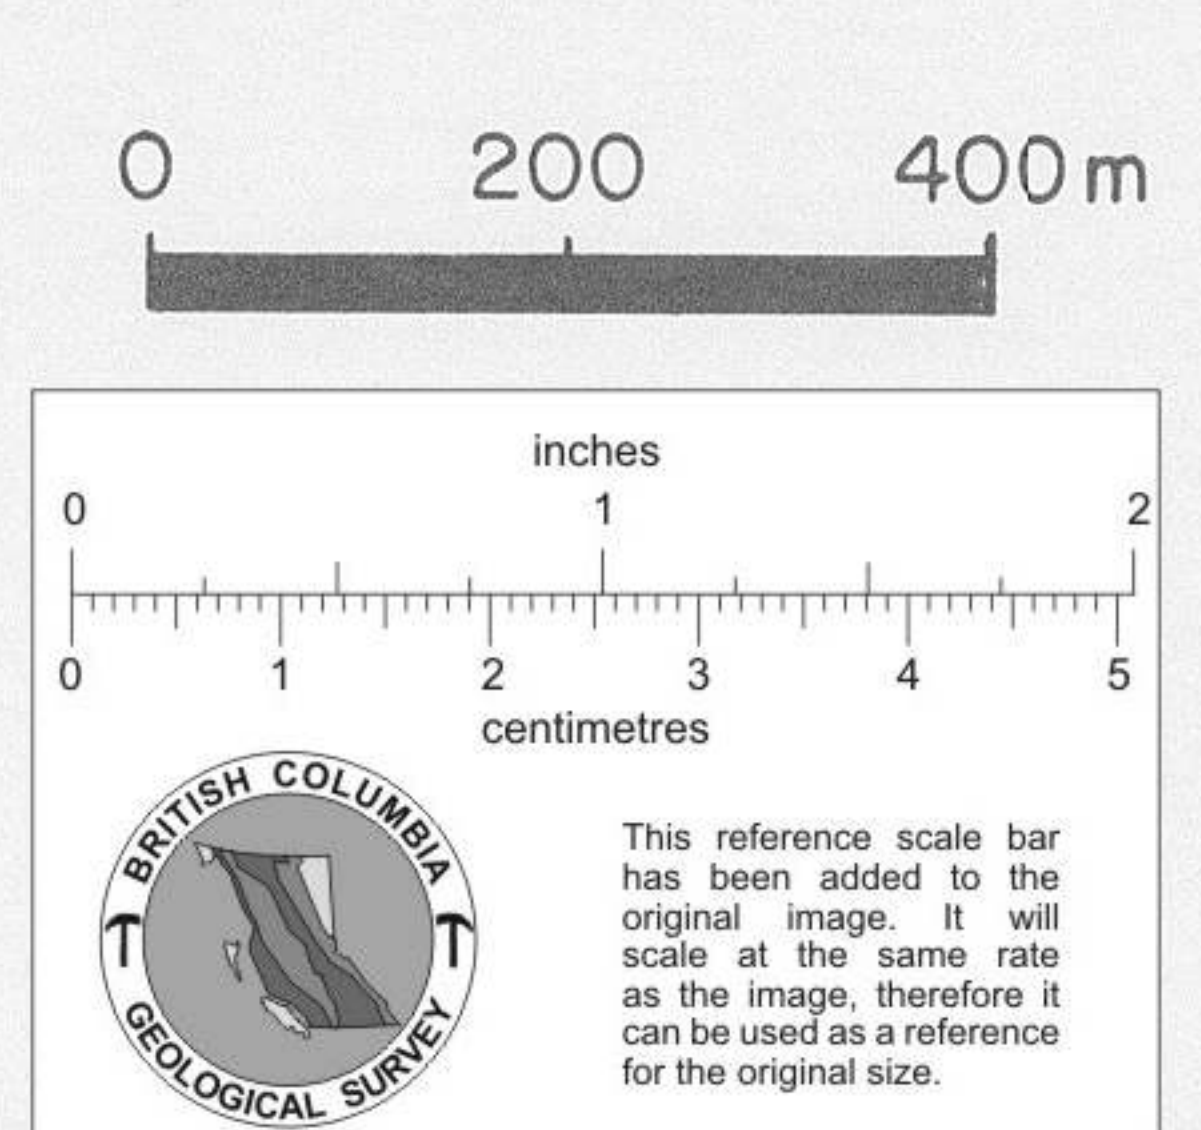 0 200 400 m
inches
0 1 2
0 1 2 3 4 5
centimetres
BRITISH COLUMBIA
GEOLOGICAL SURVEY
This reference scale bar
has been added to the
original image. It will
scale at the same rate
as the image, therefore it
can be used as a reference
for the original size.